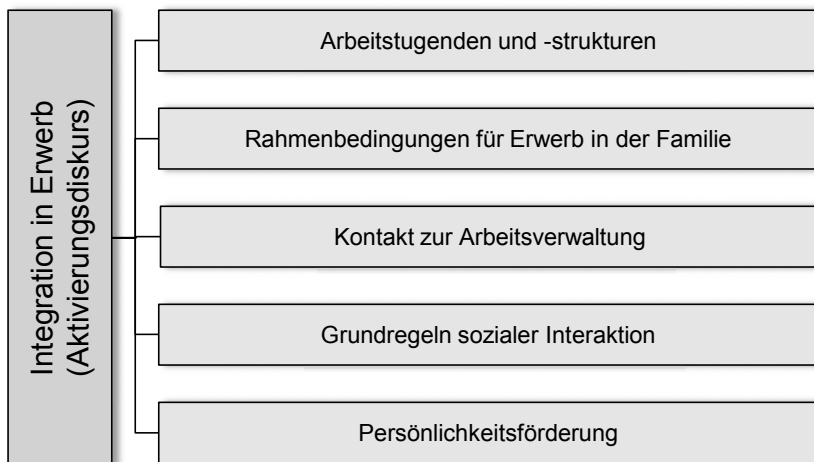 Integration in Erwerb
(Aktivierungsdiskurs)
Arbeitstugenden und -strukturen
Rahmenbedingungen für Erwerb in der Familie
Kontakt zur Arbeitsverwaltung
Grundregeln sozialer Interaktion
Persönlichkeitsförderung